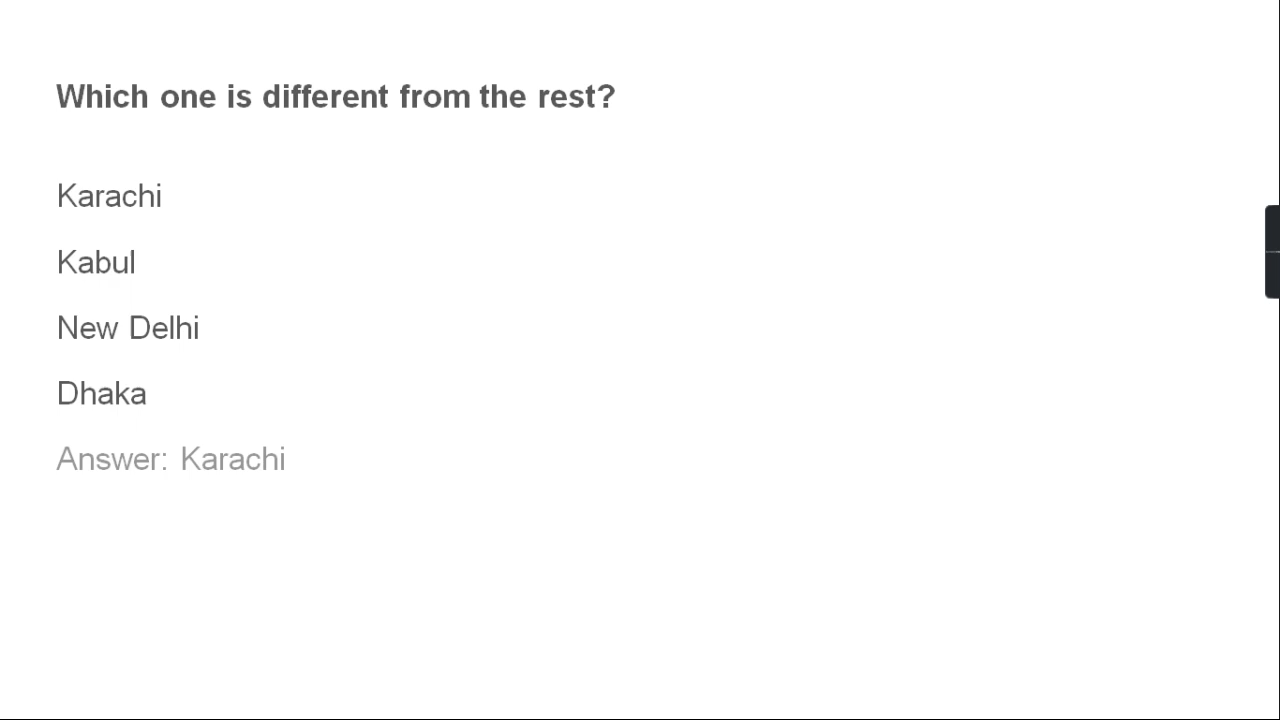 Which one is different from the rest?
Karachi
Kabul
New Delhi
Dhaka
Answer: Karachi